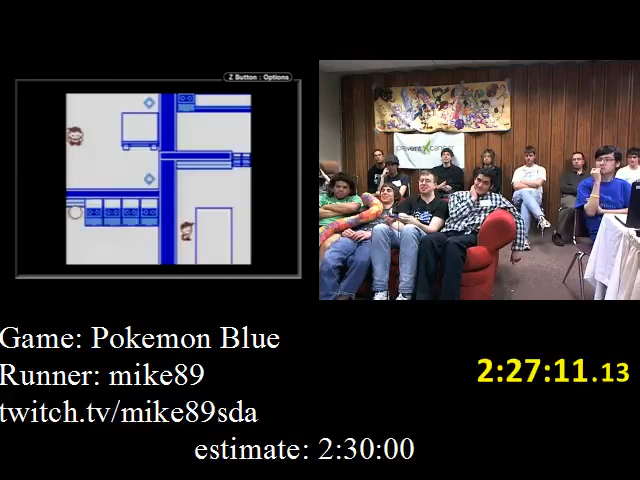 Z Button : Options
prevent cancer
Game: Pokemon Blue
Runner: mike89
2:27:11.13
twitch.tv/mike89sda
estimate: 2:30:00